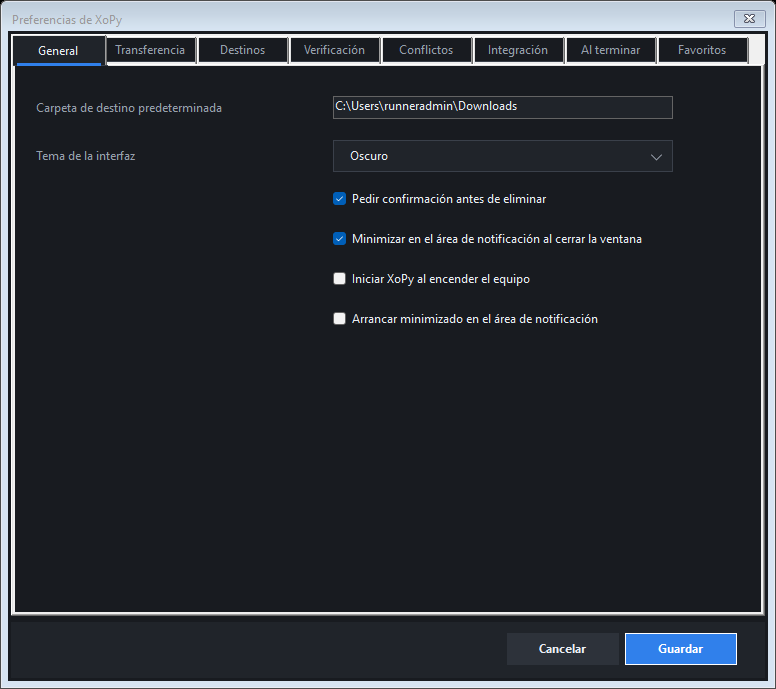 Preferencias de XoPy
General Transferencia Destinos Verificación Conflictos Integración Al terminar Favoritos
Carpeta de destino predeterminada C:\Users\runneradmin\Downloads
Tema de la interfaz Oscuro
Pedir confirmación antes de eliminar
Minimizar en el área de notificación al cerrar la ventana
Iniciar XoPy al encender el equipo
Arrancar minimizado en el área de notificación
Cancelar Guardar